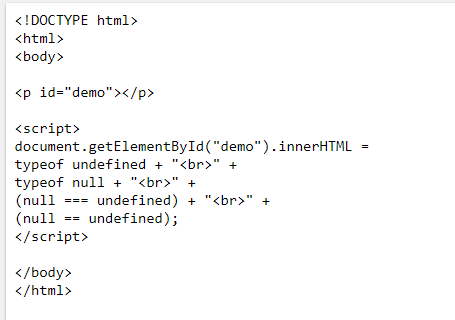 <!DOCTYPE html>
<html>
<body>
<p id="demo"></p>
<script>
document.getElementById("demo").innerHTML =
typeof undefined + "<br>" +
typeof null + "<br>" +
(null === undefined) + "<br>" +
(null == undefined);
</script>
</body>
</html>